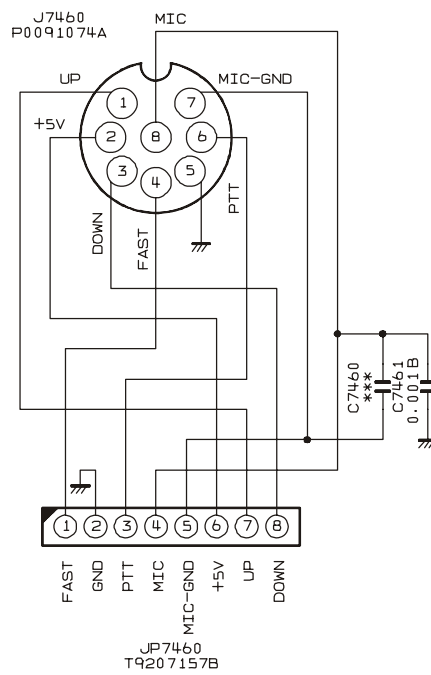 J7460
P0091074A
MIC
UP
MIC-GND
+5V
1
7
2
8
6
3
4
5
DOWN
FAST
PTT
C7460
***
C7461
0.001B
1
2
3
4
5
6
7
8
FAST
GND
PTT
MIC
MIC-GND
+5V
UP
DOWN
JP7460
T9207157B